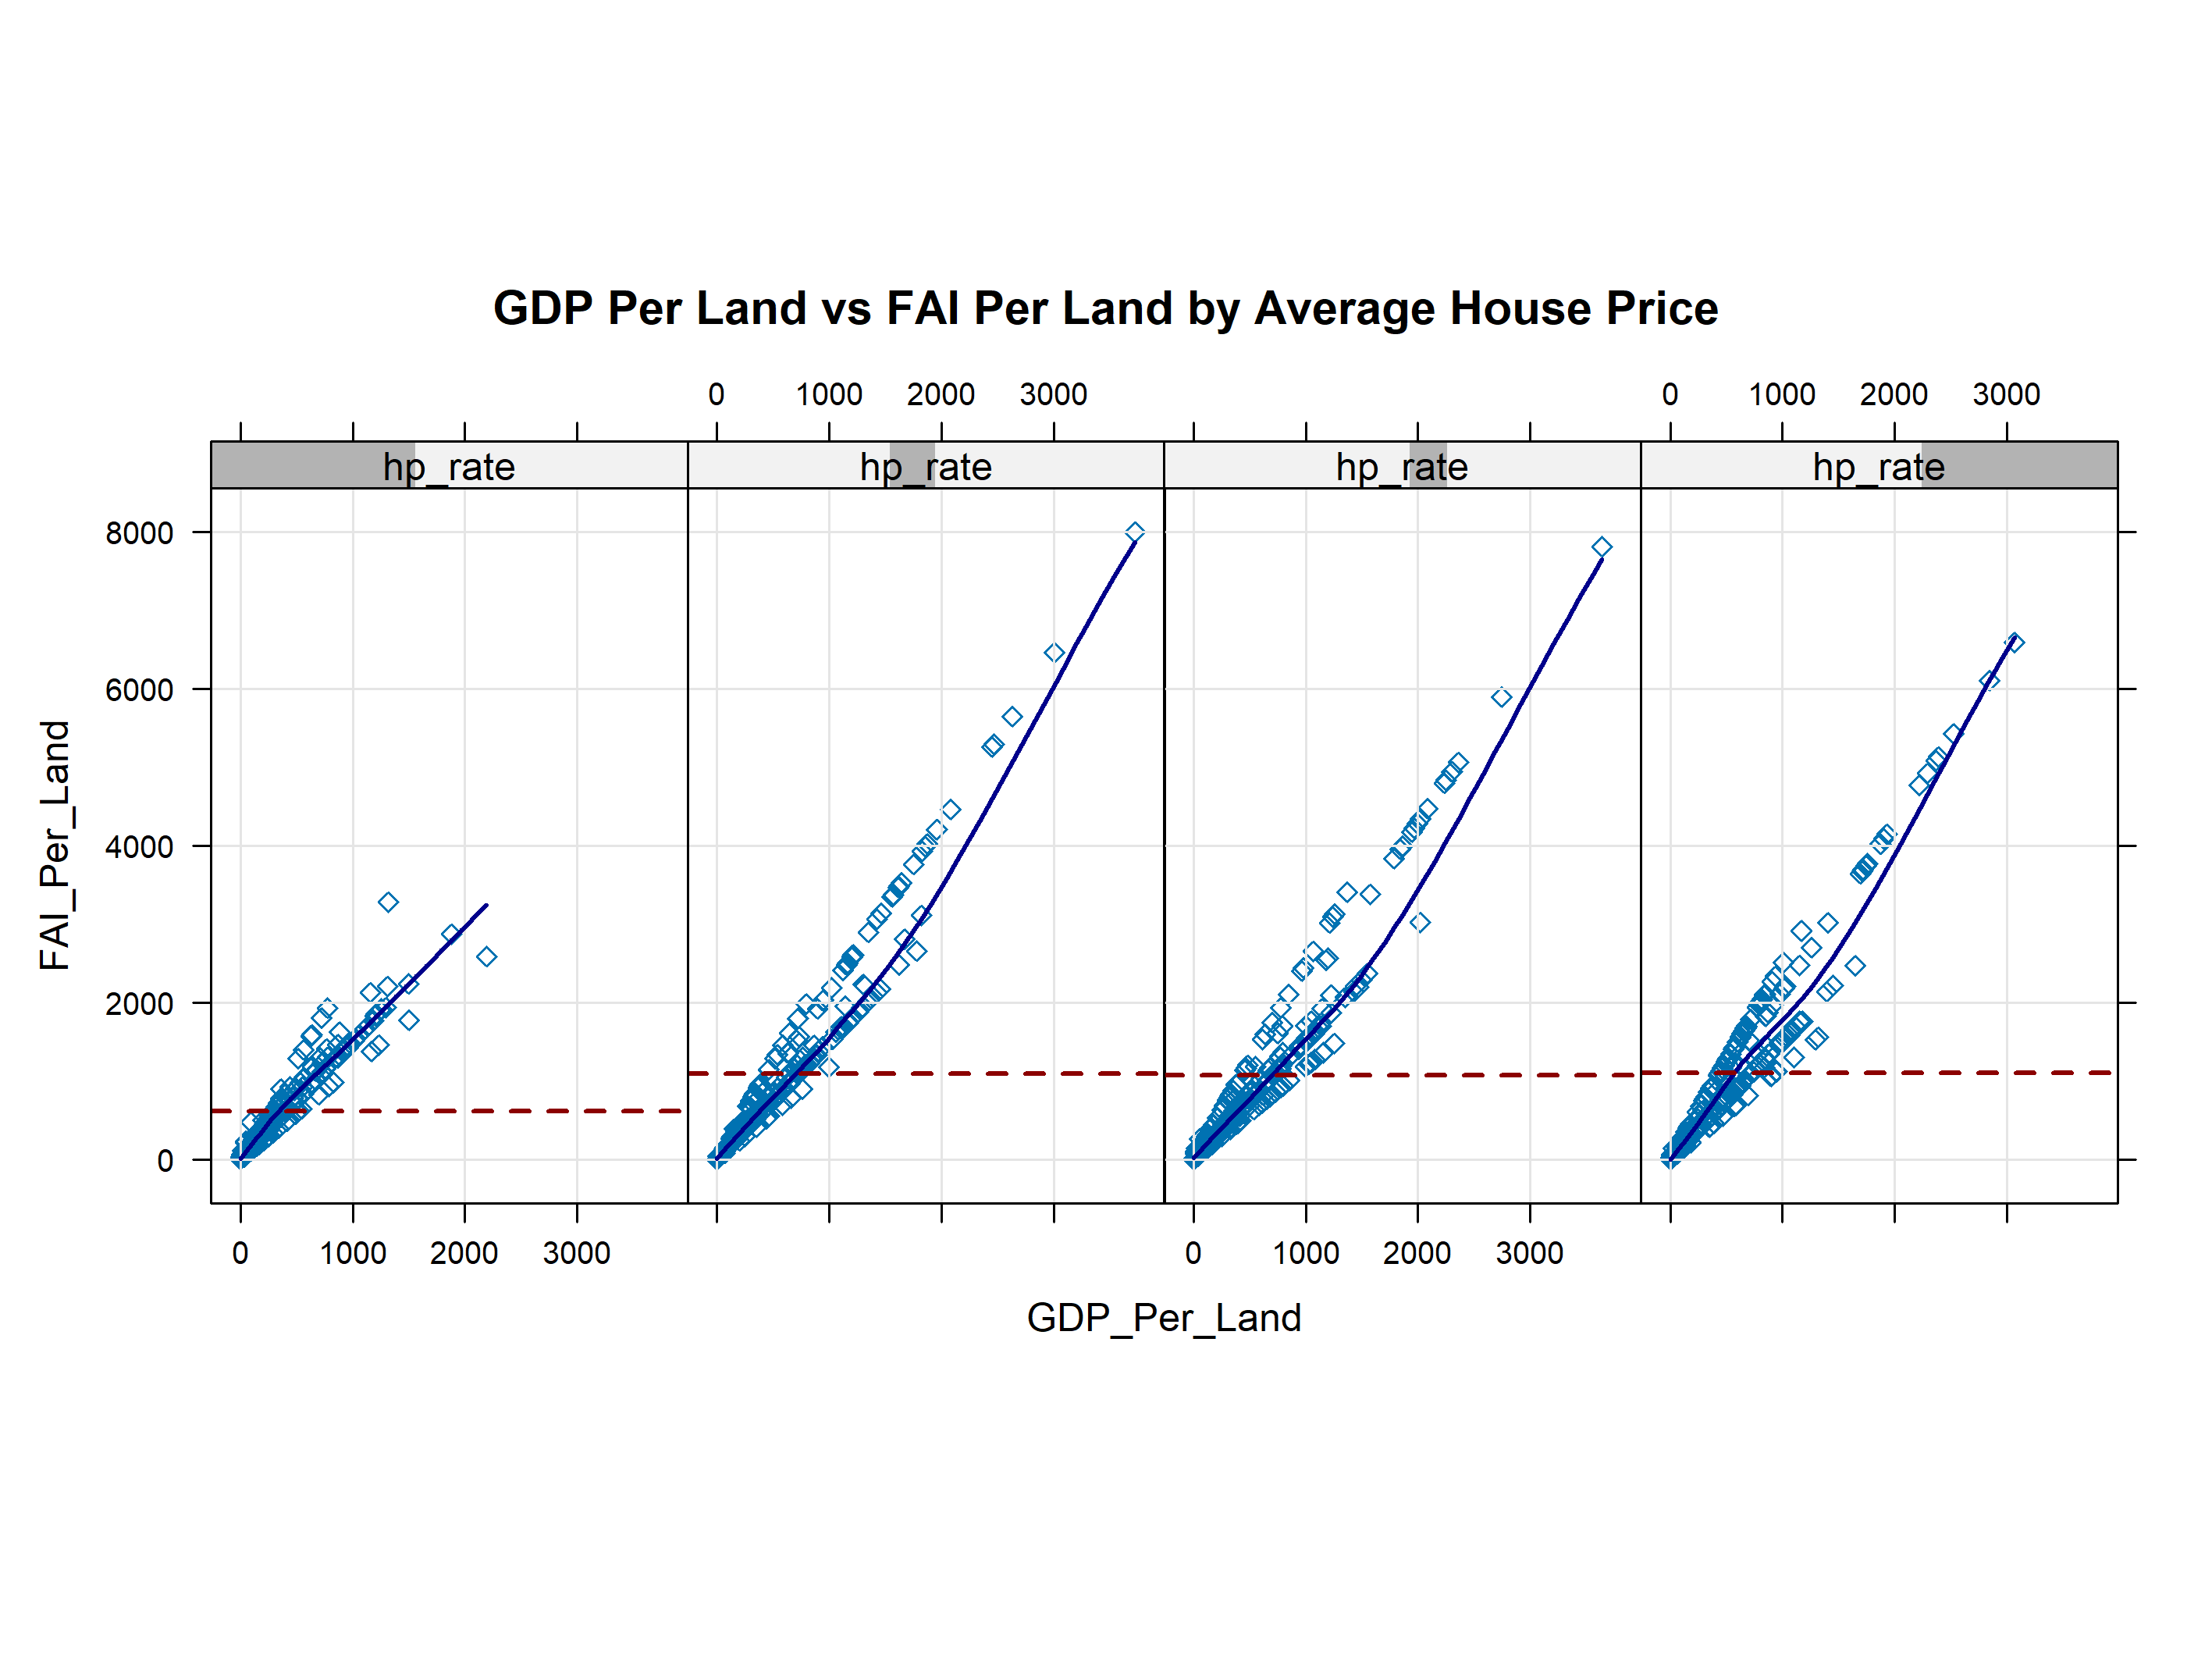 GDP Per Land vs FAI Per Land by Average House Price
0 1000 2000 3000 0 1000 2000 3000
hp_rate hp_rate hp_rate hp_rate
8000
6000
4000
2000
0
FAI_Per_Land
0 1000 2000 3000 0 1000 2000 3000
GDP_Per_Land